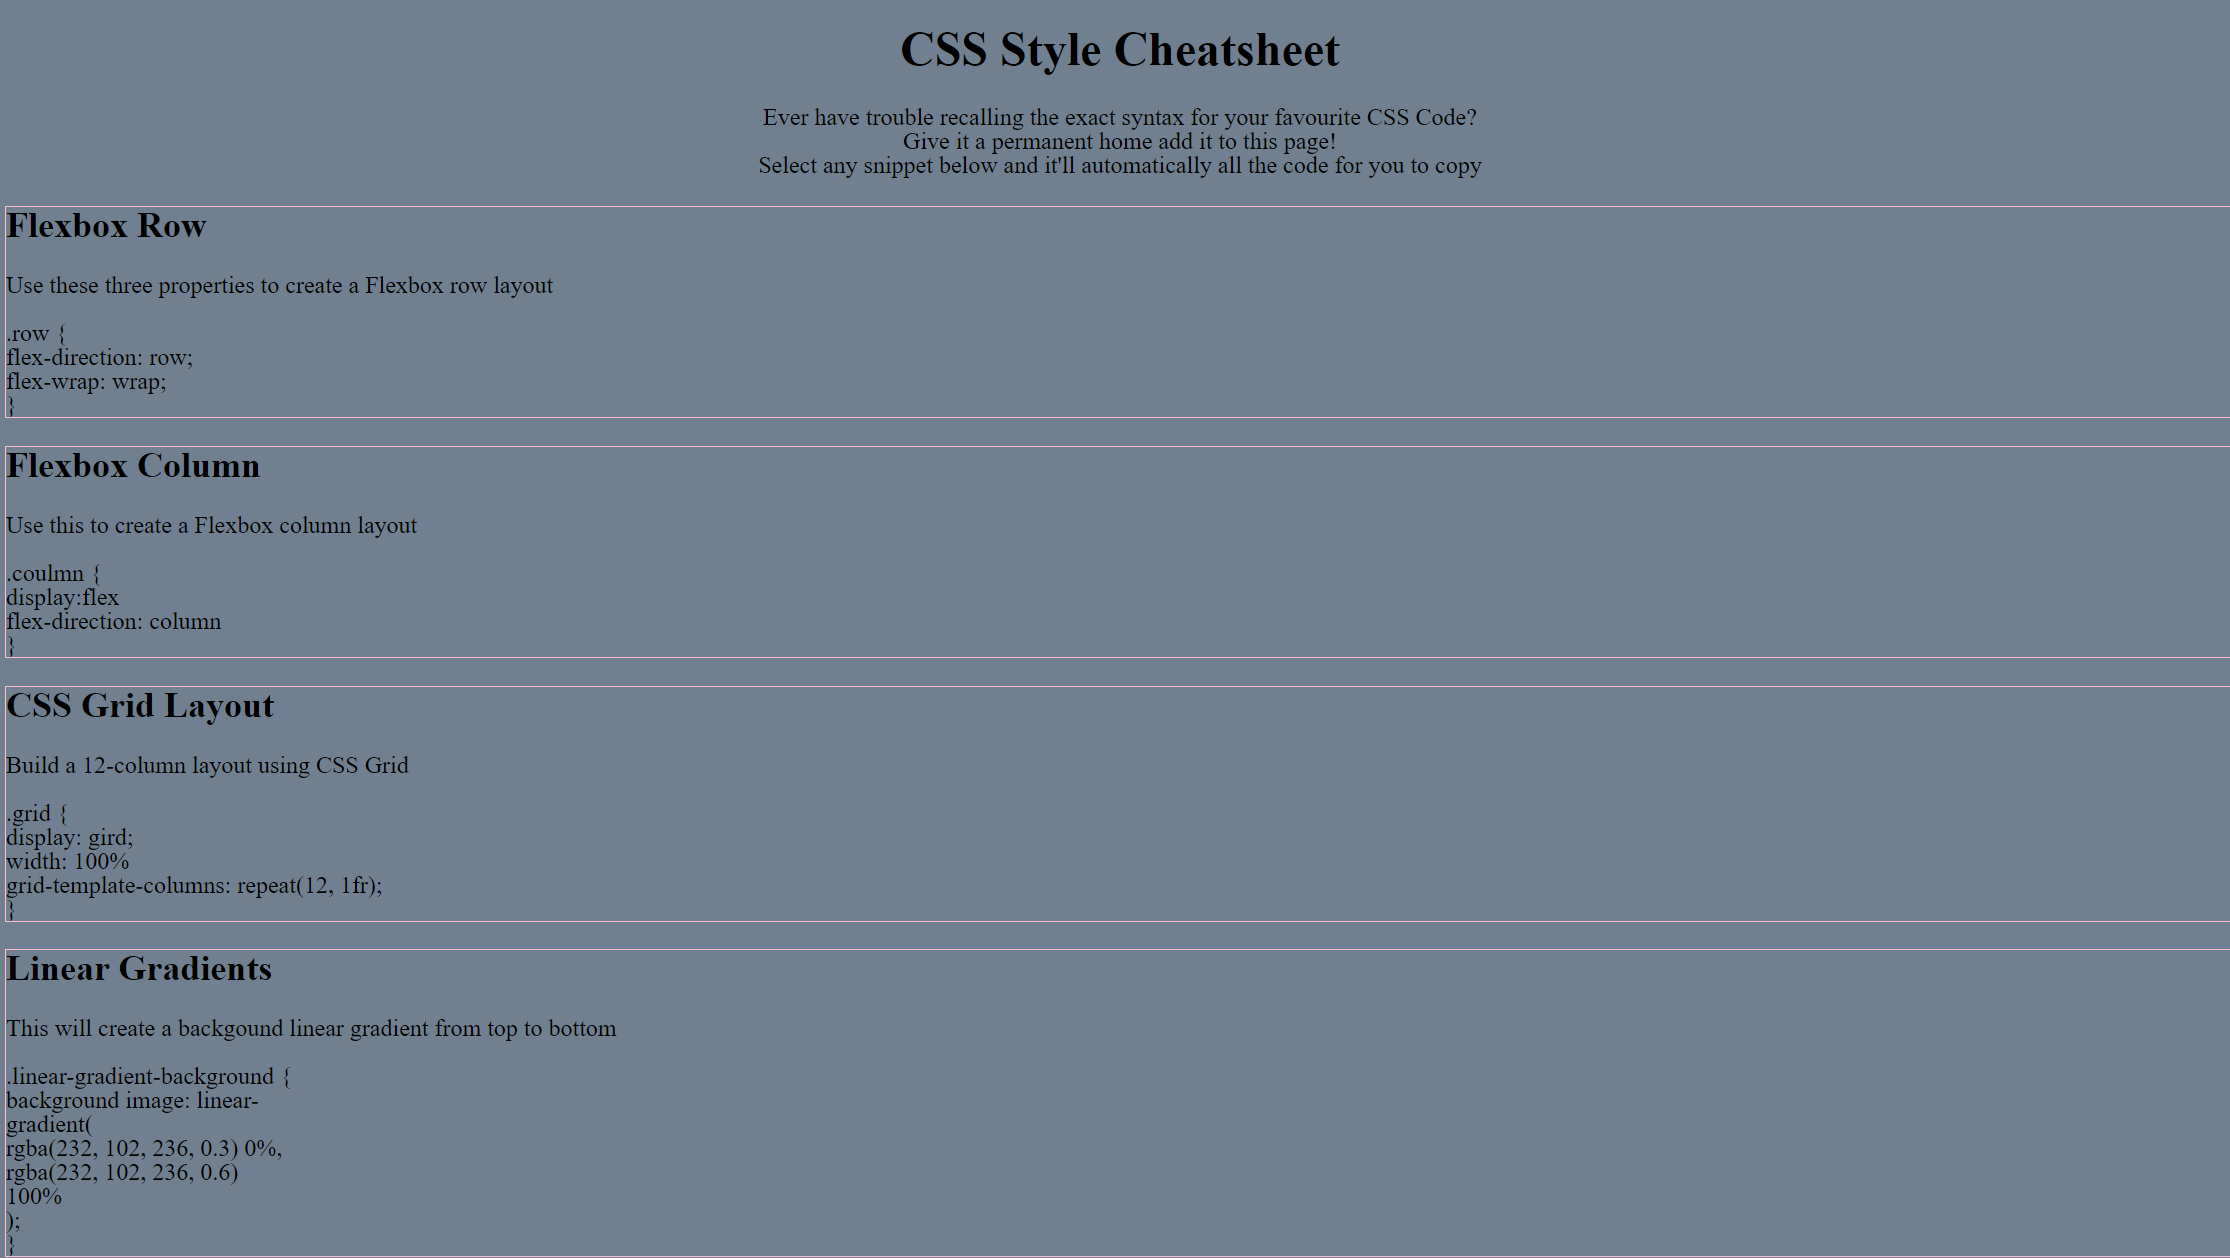 CSS Style Cheatsheet
Ever have trouble recalling the exact syntax for your favourite CSS Code?
Give it a permanent home add it to this page!
Select any snippet below and it'll automatically all the code for you to copy
Flexbox Row
Use these three properties to create a Flexbox row layout
.row {
flex-direction: row;
flex-wrap: wrap;
}
Flexbox Column
Use this to create a Flexbox column layout
.coulmn {
display:flex
flex-direction: column
}
CSS Grid Layout
Build a 12-column layout using CSS Grid
.grid {
display: gird;
width: 100%
grid-template-columns: repeat(12, 1fr);
}
Linear Gradients
This will create a backgound linear gradient from top to bottom
.linear-gradient-background {
background image: linear-
gradient(
rgba(232, 102, 236, 0.3) 0%,
rgba(232, 102, 236, 0.6)
100%
);
}